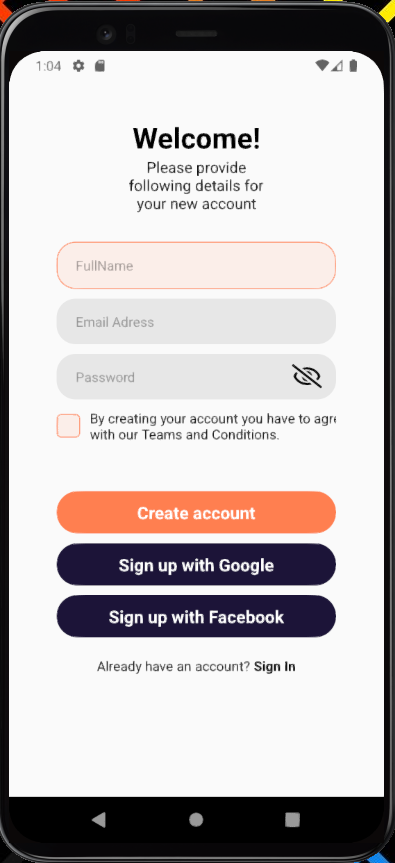 1:04
Welcome!
Please provide
following details for
your new account
FullName
Email Adress
Password
By creating your account you have to agre
with our Teams and Conditions.
Create account
Sign up with Google
Sign up with Facebook
Already have an account? Sign In